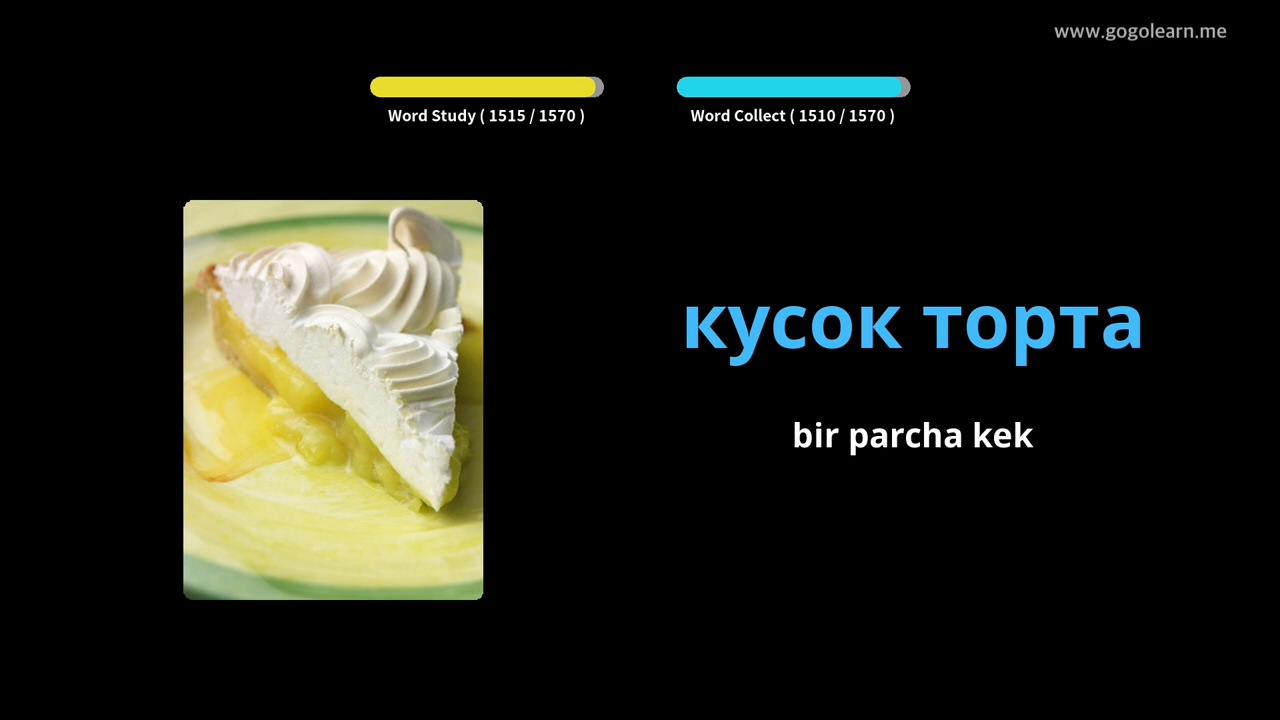 www.gogolearn.me
Word Study ( 1515 / 1570 )
Word Collect ( 1510 / 1570 )
кусок торта
bir parcha kek